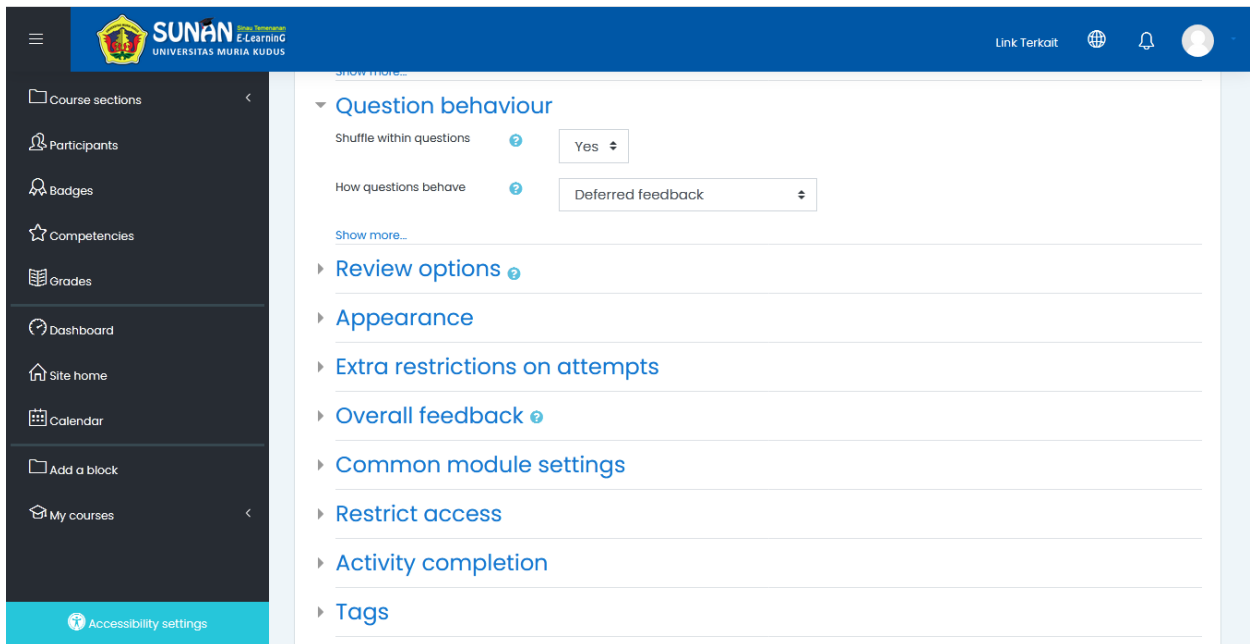 SUNAN Sinau Temenanan E-LearninG
UNIVERSITAS MURIA KUDUS
Link Terkait
Course sections
Participants
Badges
Competencies
Grades
Dashboard
Site home
Calendar
Add a block
My courses
Accessibility settings
Show more...
Question behaviour
Shuffle within questions ? Yes
How questions behave ? Deferred feedback
Show more...
Review options ?
Appearance
Extra restrictions on attempts
Overall feedback ?
Common module settings
Restrict access
Activity completion
Tags